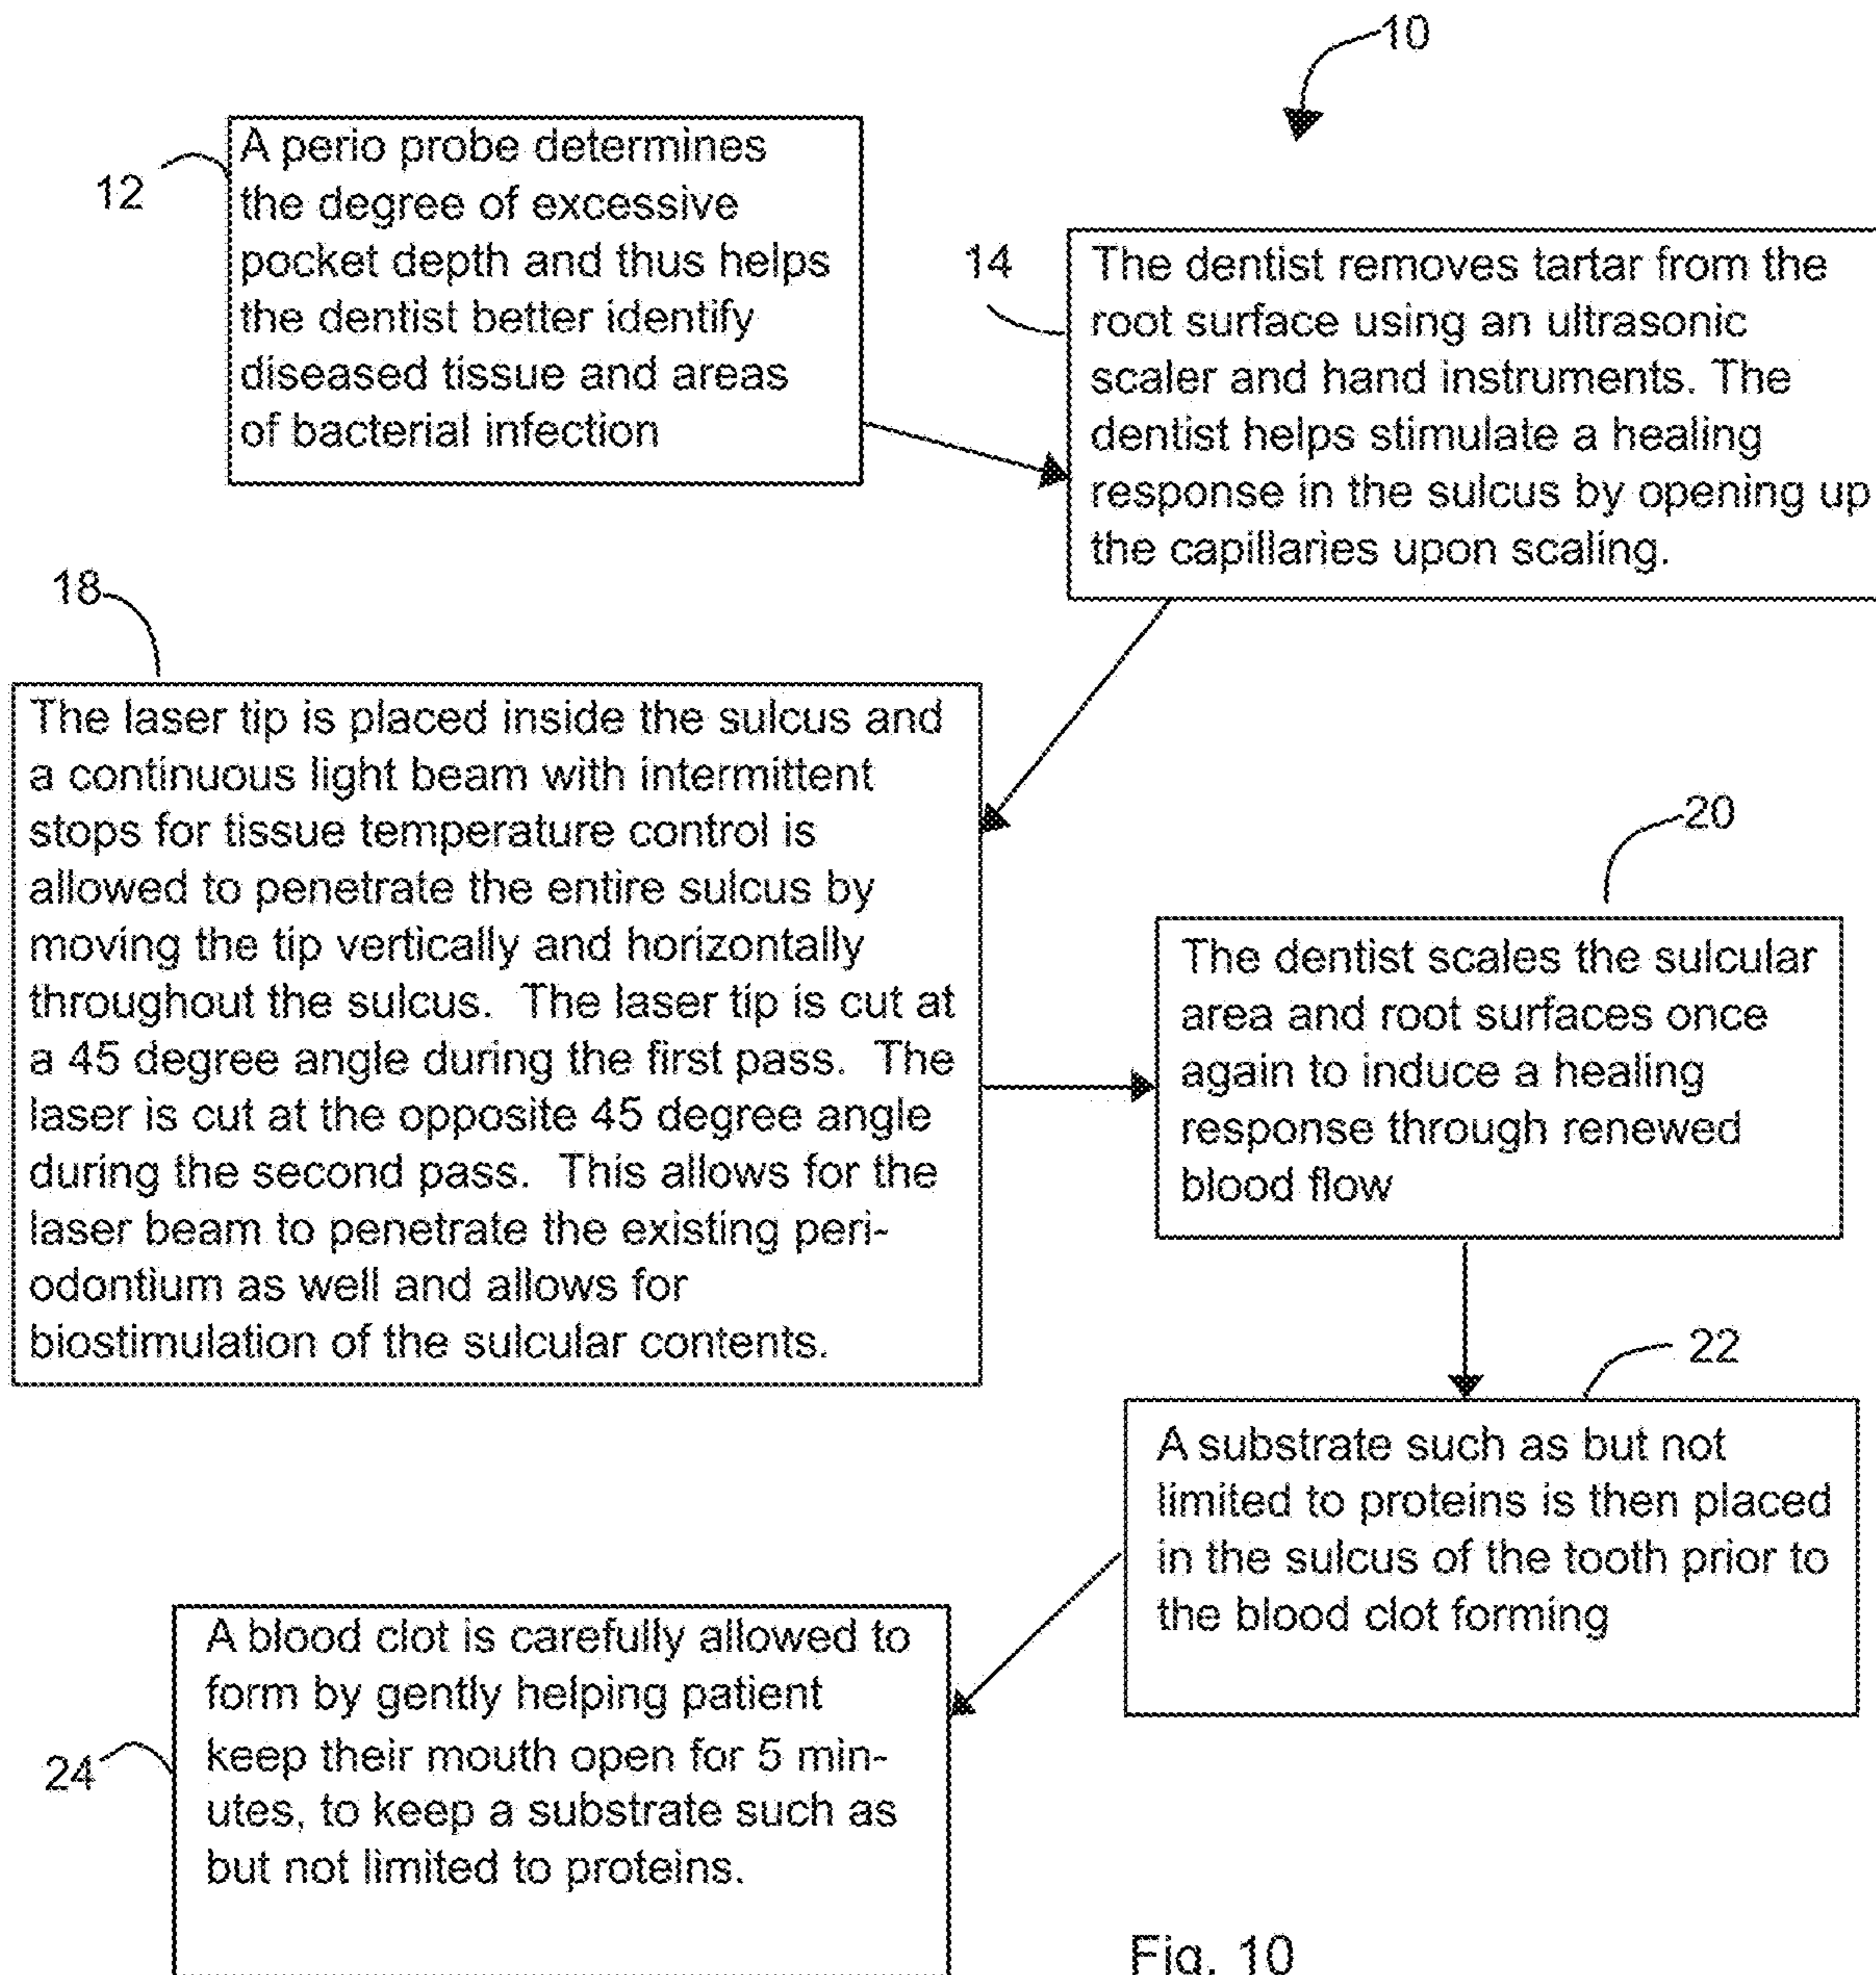 10
12
A perio probe determines
the degree of excessive
pocket depth and thus helps
the dentist better identify
diseased tissue and areas
of bacterial infection
14
The dentist removes tartar from the
root surface using an ultrasonic
scaler and hand instruments. The
dentist helps stimulate a healing
response in the sulcus by opening up
the capillaries upon scaling.
18
The laser tip is placed inside the sulcus and
a continuous light beam with intermittent
stops for tissue temperature control is
allowed to penetrate the entire sulcus by
moving the tip vertically and horizontally
throughout the sulcus. The laser tip is cut at
a 45 degree angle during the first pass. The
laser is cut at the opposite 45 degree angle
during the second pass. This allows for the
laser beam to penetrate the existing peri-
odontium as well and allows for
biostimulation of the sulcular contents.
20
The dentist scales the sulcular
area and root surfaces once
again to induce a healing
response through renewed
blood flow
22
A substrate such as but not
limited to proteins is then placed
in the sulcus of the tooth prior to
the blood clot forming
24
A blood clot is carefully allowed to
form by gently helping patient
keep their mouth open for 5 min-
utes, to keep a substrate such as
but not limited to proteins.
Fig. 10